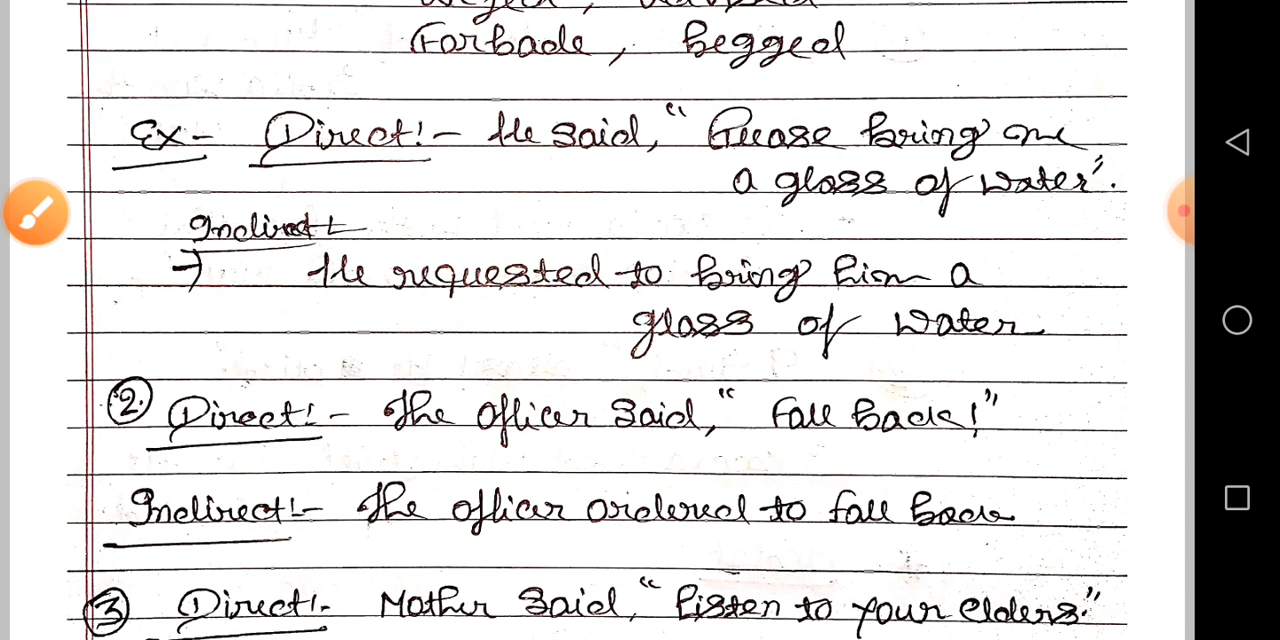 Forbade, Begged
Ex- Direct:- He said, "Please bring me
a glass of water".
Indirect
→ He requested to bring him a
glass of water
2. Direct:- The officer said, "Fall Back!"
Indirect:- The officer ordered to fall back
3 Direct:- Mother Said, "Listen to your elders."